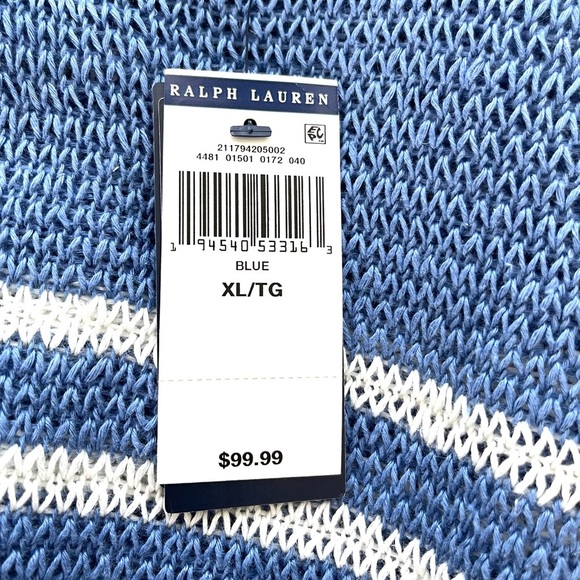 RALPH LAUREN
211794205002
4481 01501 0172 040
1 94540 53316 3
BLUE
XL/TG
$99.99